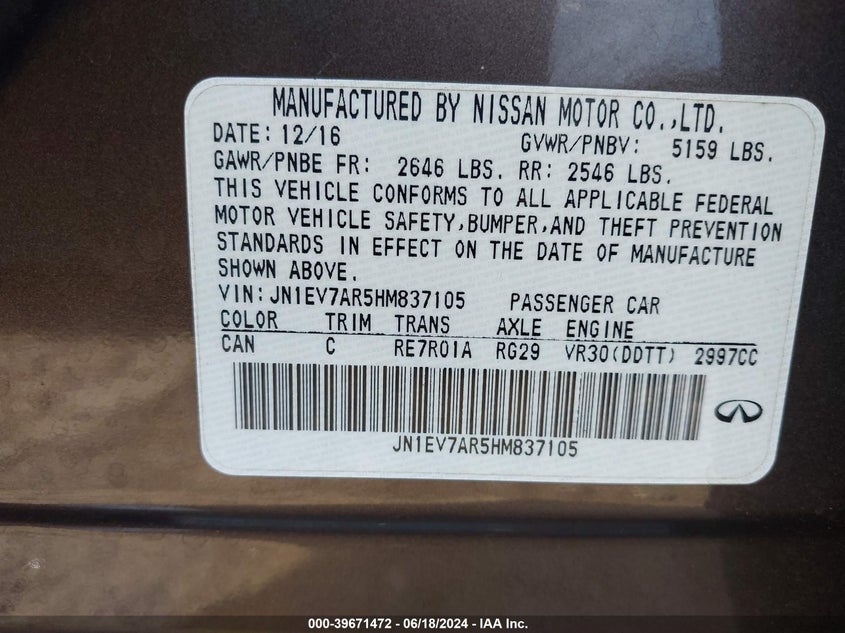 MANUFACTURED BY NISSAN MOTOR CO.,LTD.
DATE: 12/16 GVWR/PNBV: 5159 LBS.
GAWR/PNBE FR: 2646 LBS. RR: 2546 LBS.
THIS VEHICLE CONFORMS TO ALL APPLICABLE FEDERAL
MOTOR VEHICLE SAFETY,BUMPER,AND THEFT PREVENTION
STANDARDS IN EFFECT ON THE DATE OF MANUFACTURE
SHOWN ABOVE.
VIN: JN1EV7AR5HM837105 PASSENGER CAR
COLOR TRIM TRANS AXLE ENGINE
CAN C RE7R01A RG29 VR30(DDTT) 2997CC
JN1EV7AR5HM837105
000-39671472 - 06/18/2024 - IAA Inc.